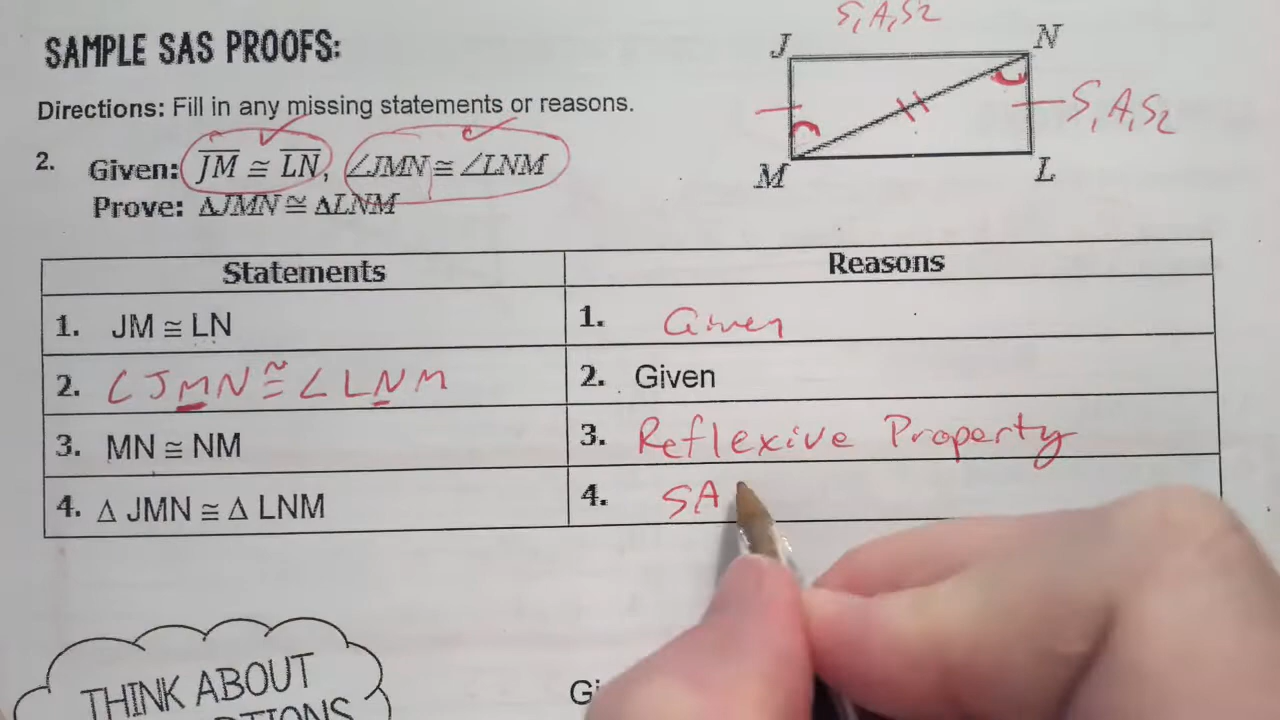 S,A,S2
SAMPLE SAS PROOFS:
J N
Directions: Fill in any missing statements or reasons.
S,A,S2
2. Given: JM ≅ LN, ∠JMN ≅ ∠LNM
M L
Prove: ΔJMN ≅ ΔLNM
Statements Reasons
1. JM ≅ LN 1. Given
2. ∠JMN ≅ ∠LNM 2. Given
3. MN ≅ NM 3. Reflexive Property
4. Δ JMN ≅ Δ LNM 4. SA
THINK ABOUT